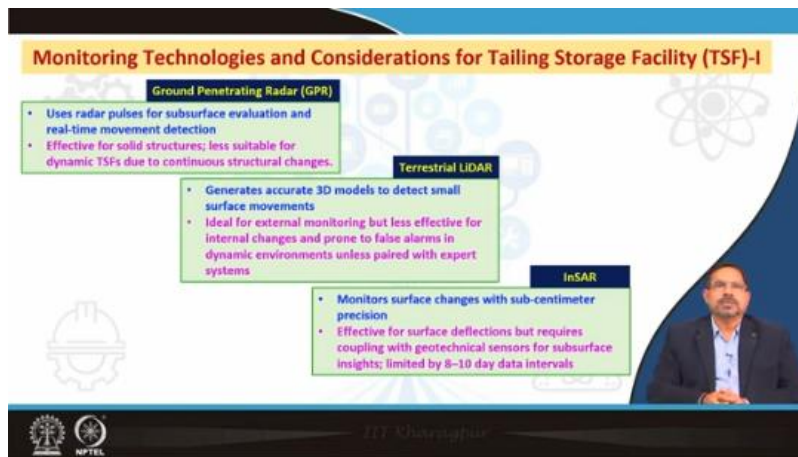 Monitoring Technologies and Considerations for Tailing Storage Facility (TSF)-I
Ground Penetrating Radar (GPR)
• Uses radar pulses for subsurface evaluation and
real-time movement detection
• Effective for solid structures; less suitable for
dynamic TSFs due to continuous structural changes.
Terrestrial LiDAR
• Generates accurate 3D models to detect small
surface movements
• Ideal for external monitoring but less effective for
internal changes and prone to false alarms in
dynamic environments unless paired with expert
systems
InSAR
• Monitors surface changes with sub-centimeter
precision
• Effective for surface deflections but requires
coupling with geotechnical sensors for subsurface
insights; limited by 8–10 day data intervals
NPTEL
IIT Kharagpur